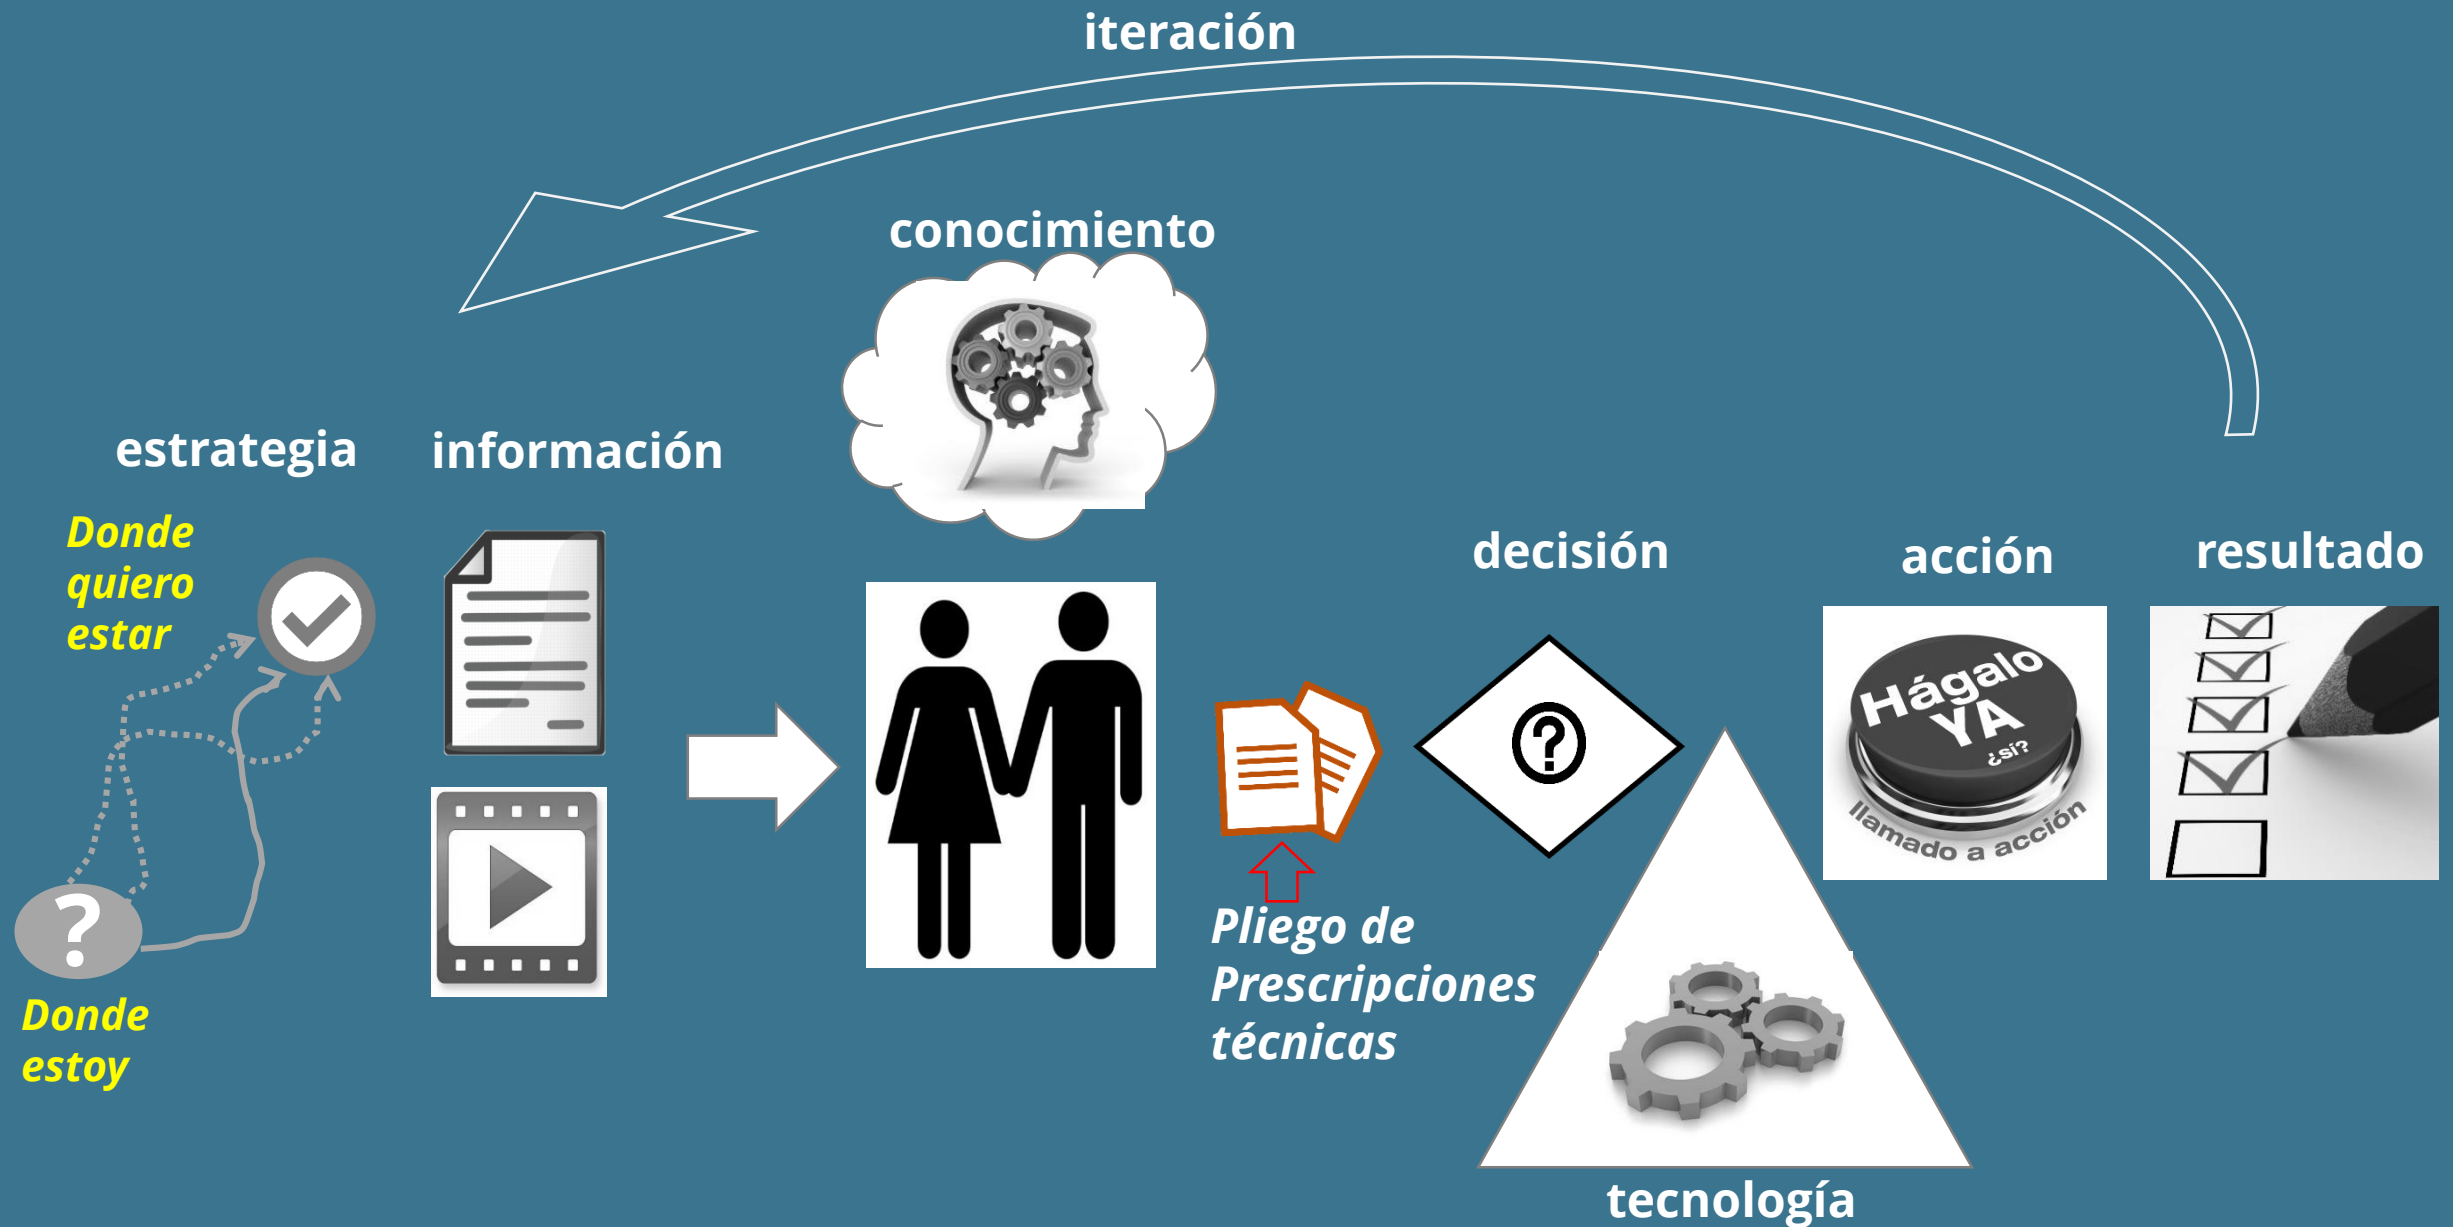 iteración
conocimiento
estrategia
información
Donde
quiero
estar
decisión
acción
resultado
Hágalo
YA
¿sí?
llamado a acción
?
?
Donde
estoy
Pliego de
Prescripciones
técnicas
tecnología